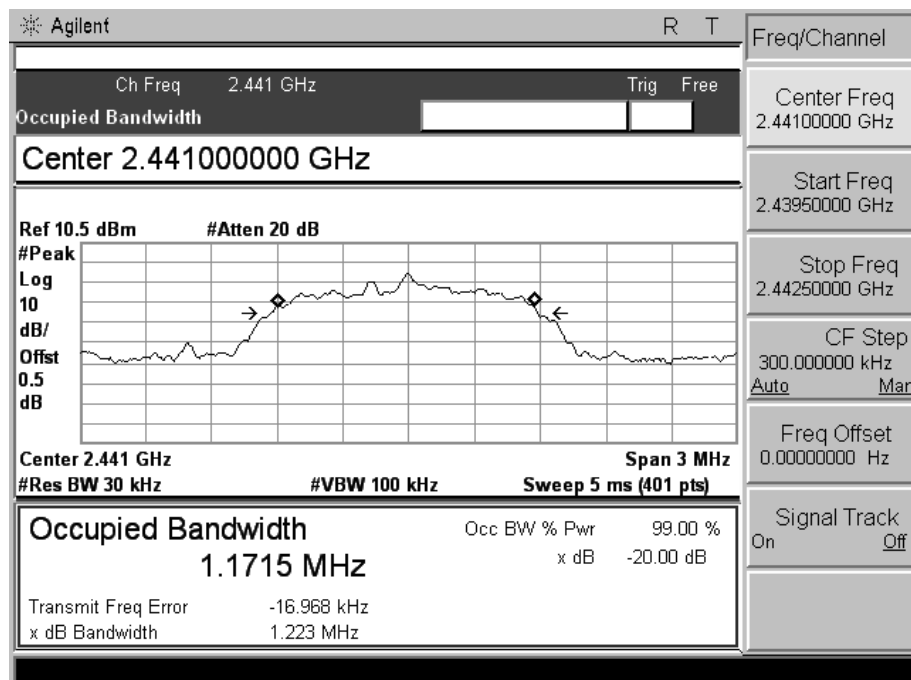 Agilent R T
Freq/Channel
Ch Freq 2.441 GHz Trig Free
Occupied Bandwidth
Center 2.441000000 GHz
Ref 10.5 dBm #Atten 20 dB
#Peak
Log
10
dB/
Offst
0.5
dB
Center 2.441 GHz Span 3 MHz
#Res BW 30 kHz #VBW 100 kHz Sweep 5 ms (401 pts)
Occupied Bandwidth
1.1715 MHz
Occ BW % Pwr 99.00 %
x dB -20.00 dB
Transmit Freq Error -16.968 kHz
x dB Bandwidth 1.223 MHz
Center Freq
2.44100000 GHz
Start Freq
2.43950000 GHz
Stop Freq
2.44250000 GHz
CF Step
300.000000 kHz
Auto Man
Freq Offset
0.00000000 Hz
Signal Track
On Off